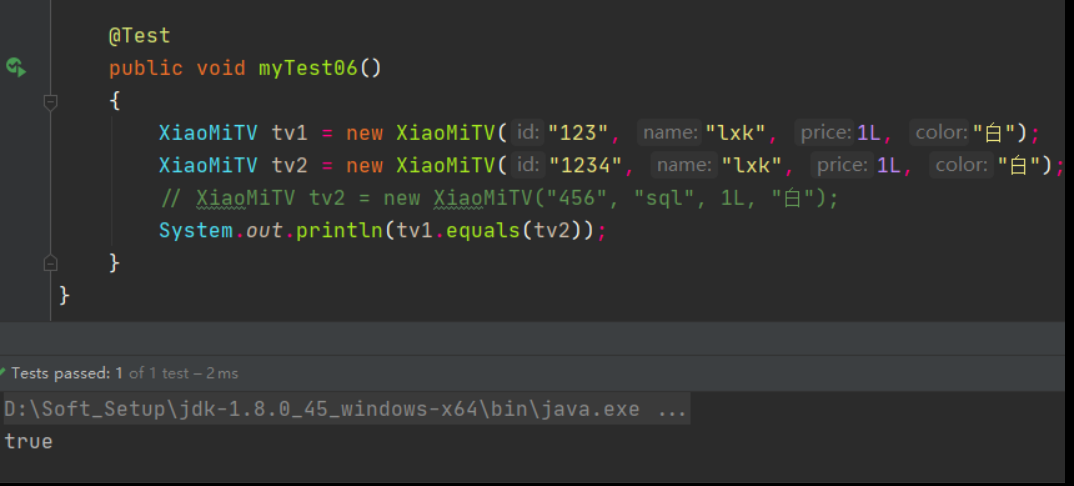 @Test
public void myTest06()
{
XiaoMiTV tv1 = new XiaoMiTV( id: "123", name: "lxk", price: 1L, color: "白");
XiaoMiTV tv2 = new XiaoMiTV( id: "1234", name: "lxk", price: 1L, color: "白");
// XiaoMiTV tv2 = new XiaoMiTV("456", "sql", 1L, "白");
System.out.println(tv1.equals(tv2));
}
}
Tests passed: 1 of 1 test – 2 ms
D:\Soft_Setup\jdk-1.8.0_45_windows-x64\bin\java.exe ...
true